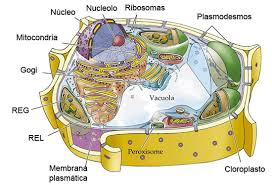 Núcleo
Nucleolo
Ribosomas
Plasmodesmos
Mitocondria
Gogi
Vacuola
REG
REL
Peroxisome
Membrana
plasmática
Cloroplasto